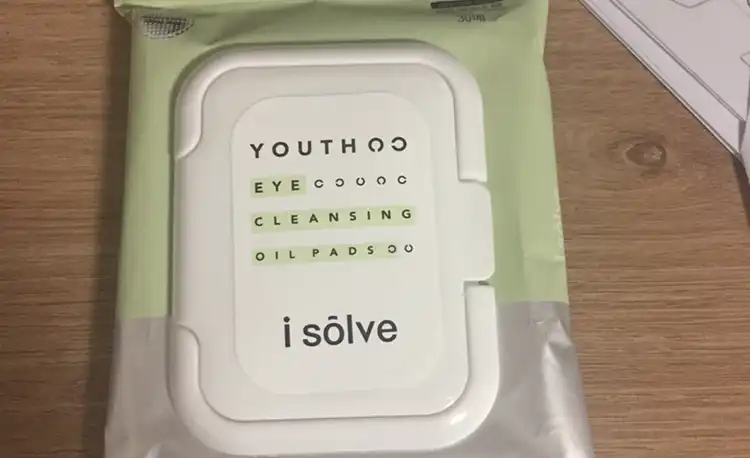 YOUTH
EYE
CLEANSING
OIL PADS
i sōlve